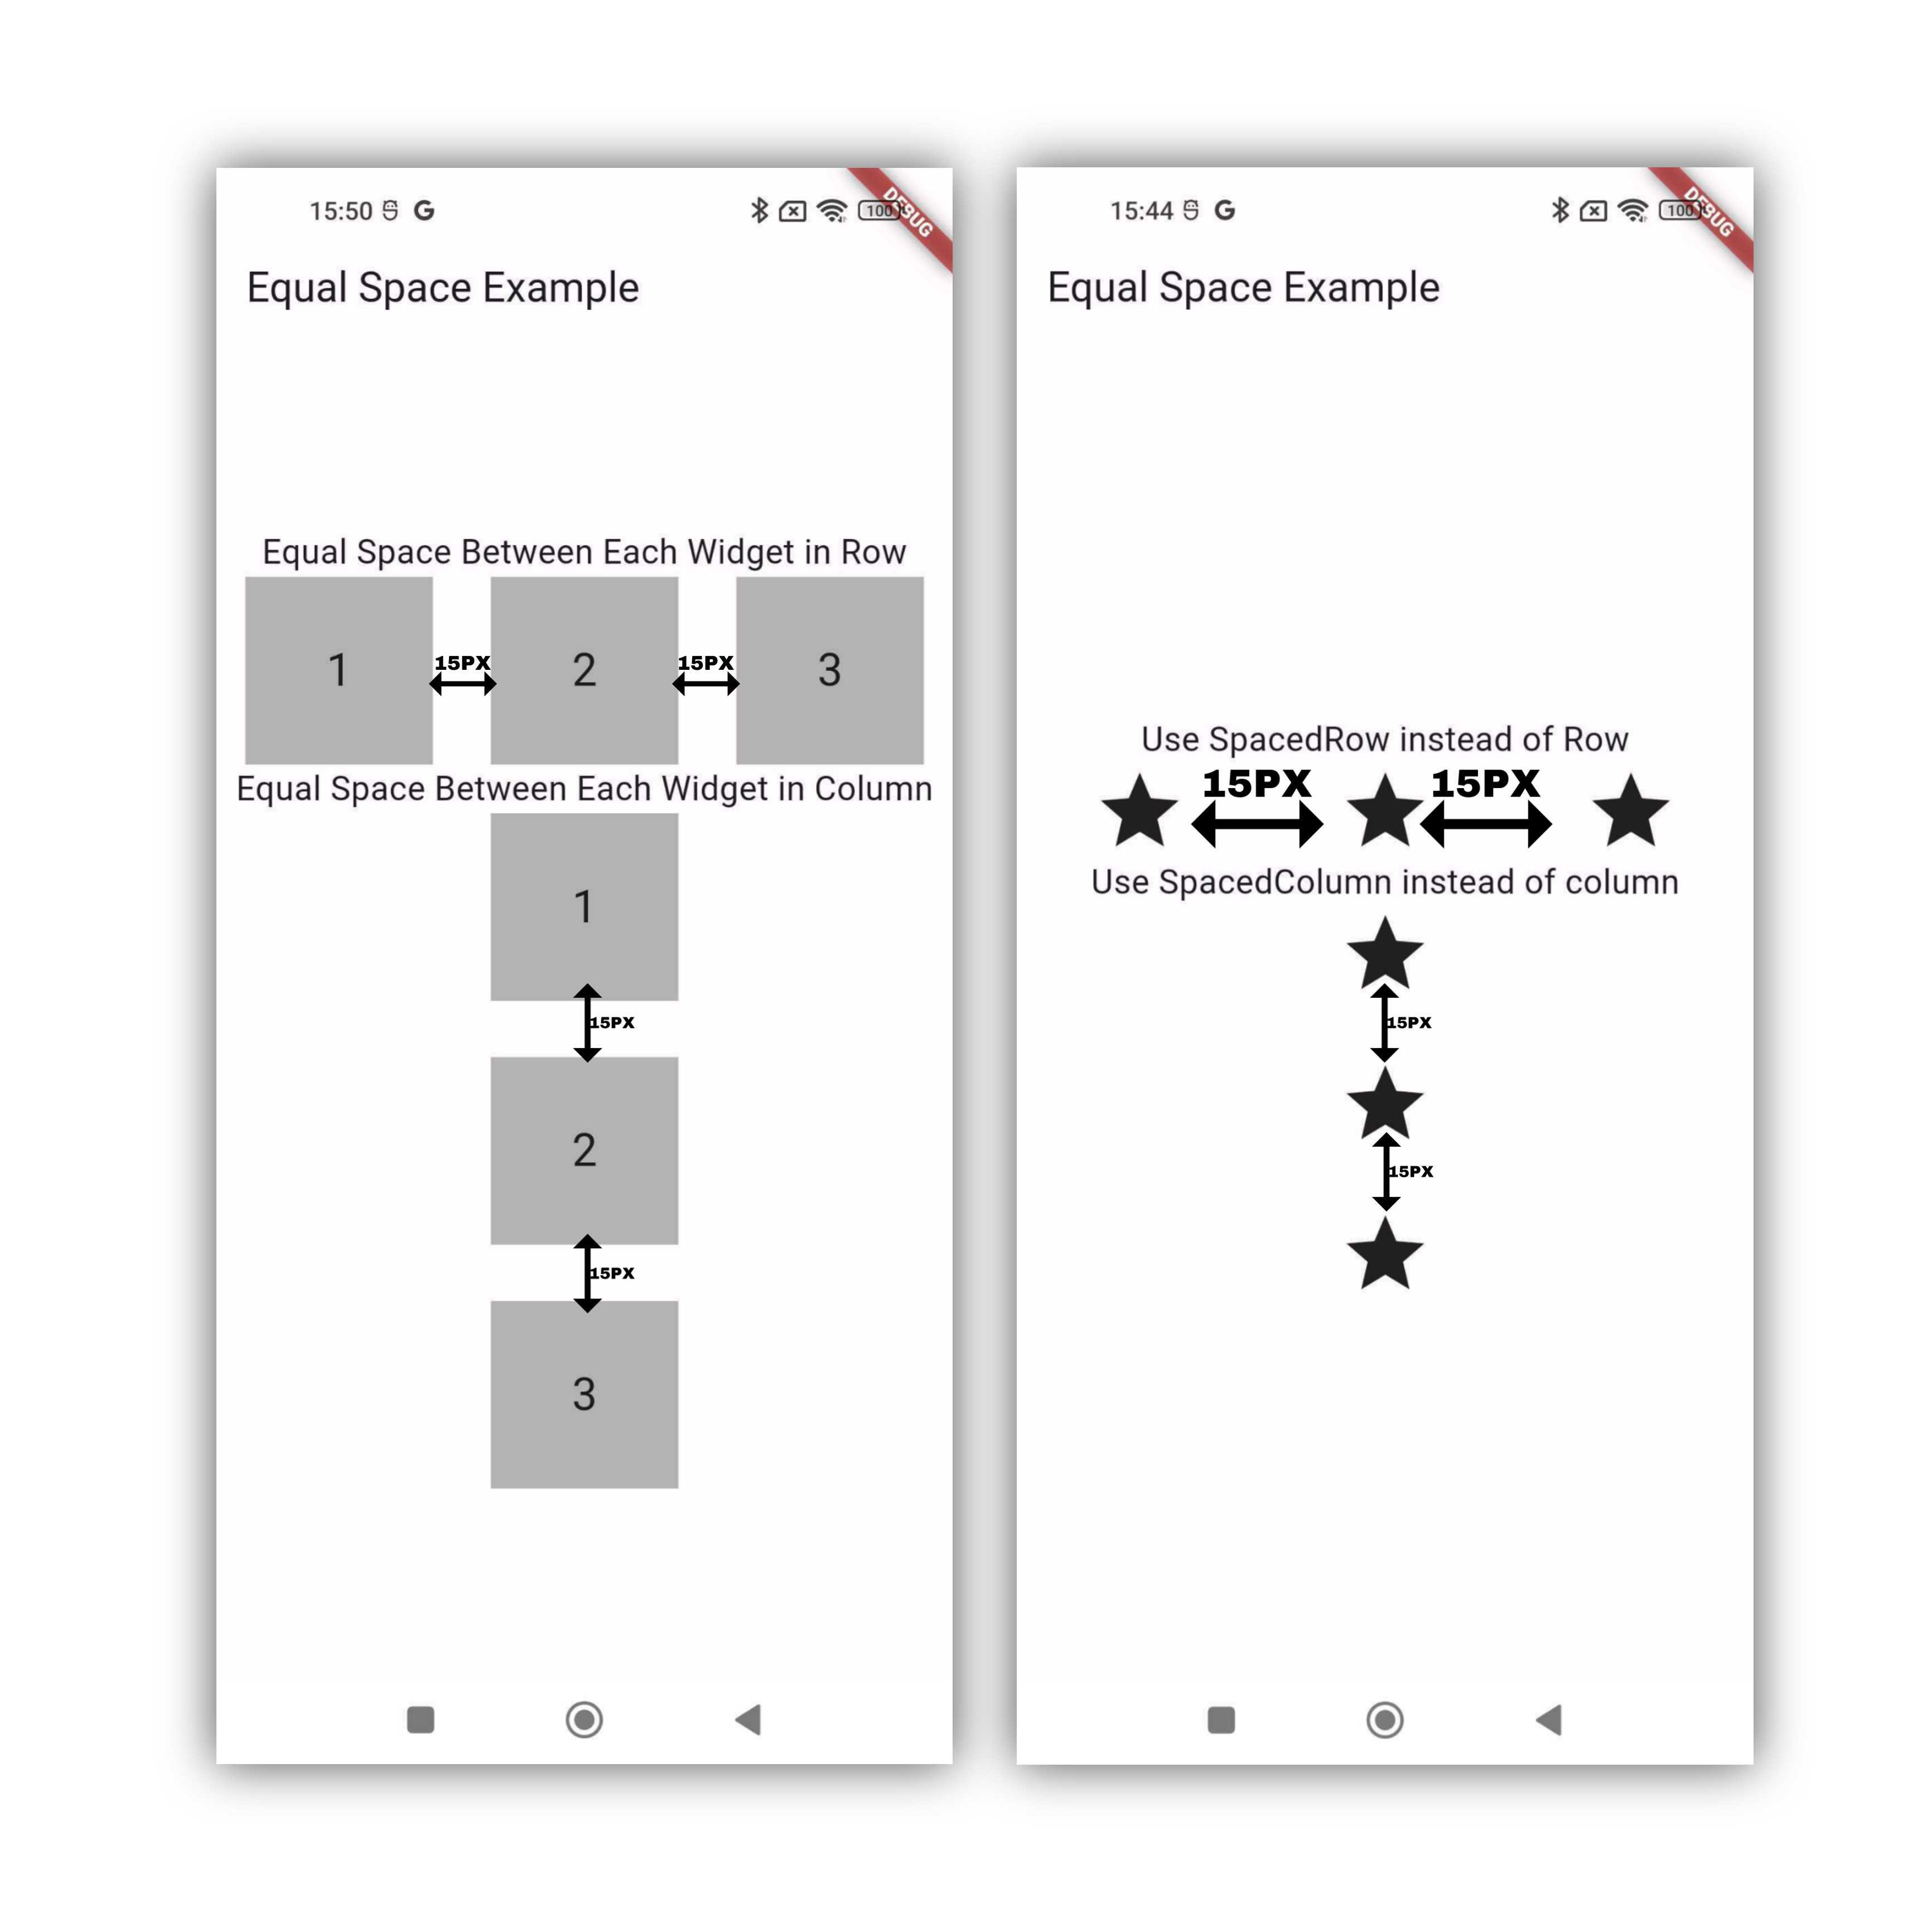 15:50 G 100
DEBUG
Equal Space Example
Equal Space Between Each Widget in Row
1 15PX 2 15PX 3
Equal Space Between Each Widget in Column
1
15PX
2
15PX
3
15:44 G 100
DEBUG
Equal Space Example
Use SpacedRow instead of Row
15PX 15PX
Use SpacedColumn instead of column
15PX
15PX